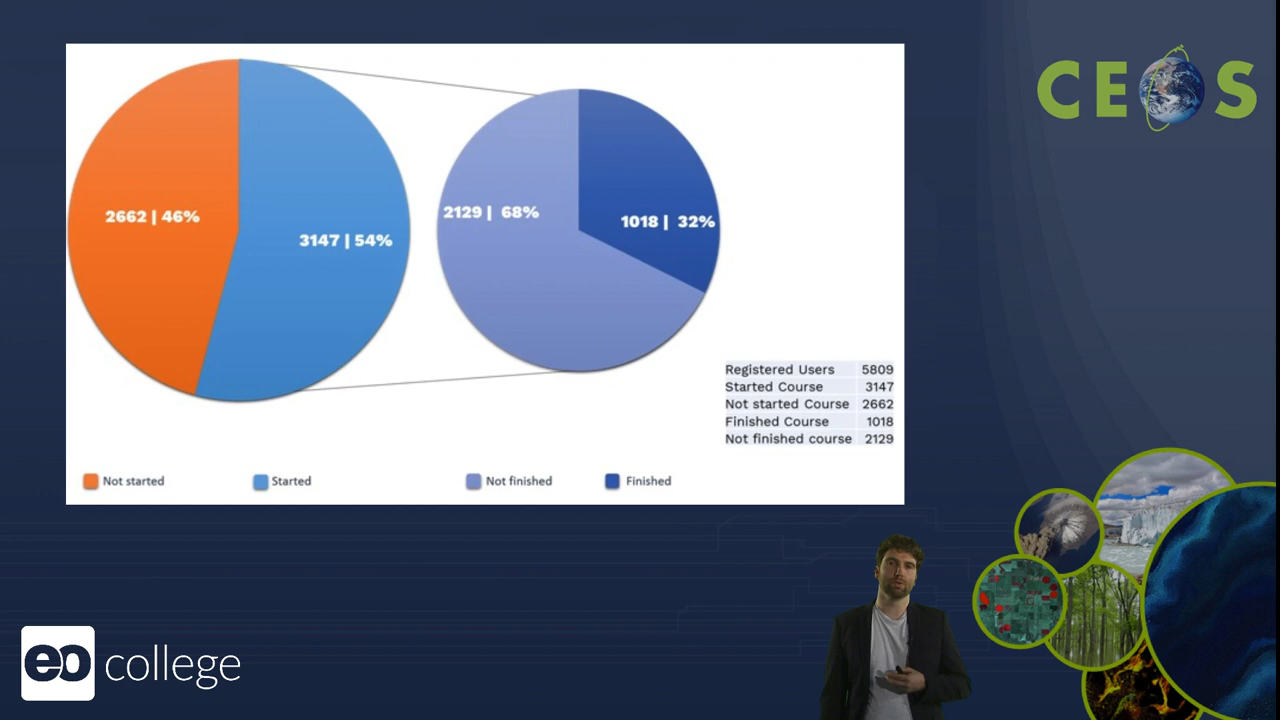 CEOS
2662 | 46%
3147 | 54%
2129 | 68%
1018 | 32%
Registered Users 5809
Started Course 3147
Not started Course 2662
Finished Course 1018
Not finished course 2129
Not started
Started
Not finished
Finished
eo college